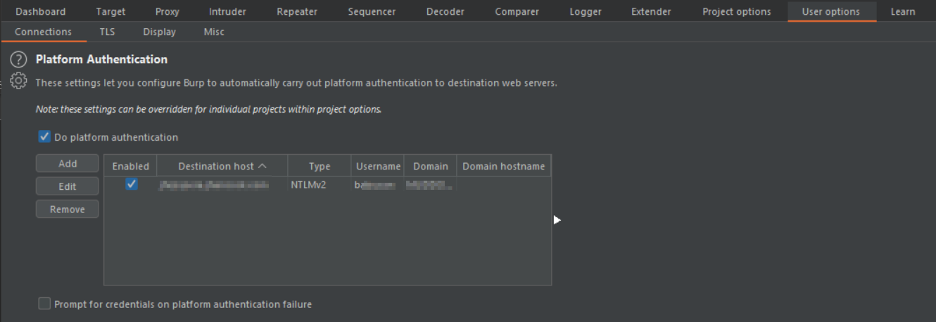 Dashboard Target Proxy Intruder Repeater Sequencer Decoder Comparer Logger Extender Project options User options Learn
Connections TLS Display Misc
Platform Authentication
These settings let you configure Burp to automatically carry out platform authentication to destination web servers.
Note: these settings can be overridden for individual projects within project options.
Do platform authentication
Add
Edit
Remove
Enabled Destination host Type Username Domain Domain hostname
NTLMv2
Prompt for credentials on platform authentication failure